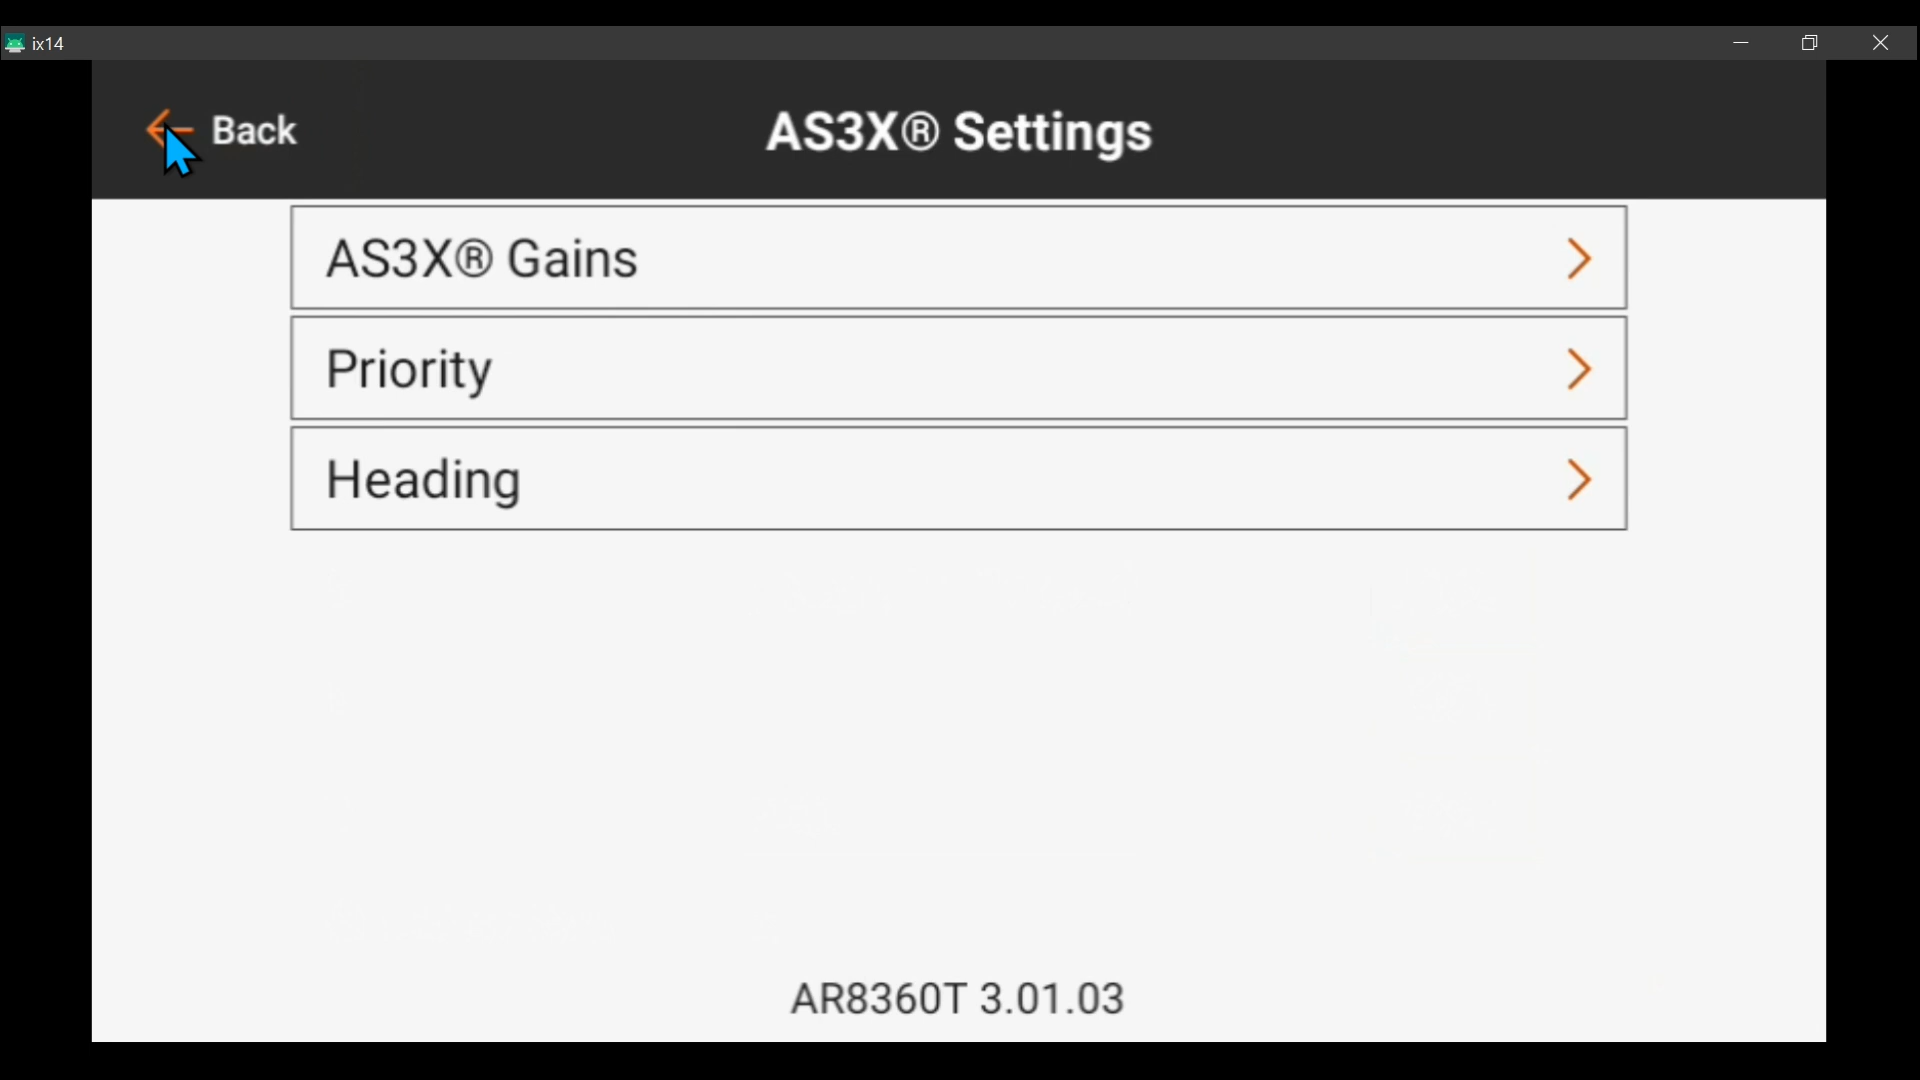 ix14
Back
AS3X® Settings
AS3X® Gains
Priority
Heading
AR8360T 3.01.03